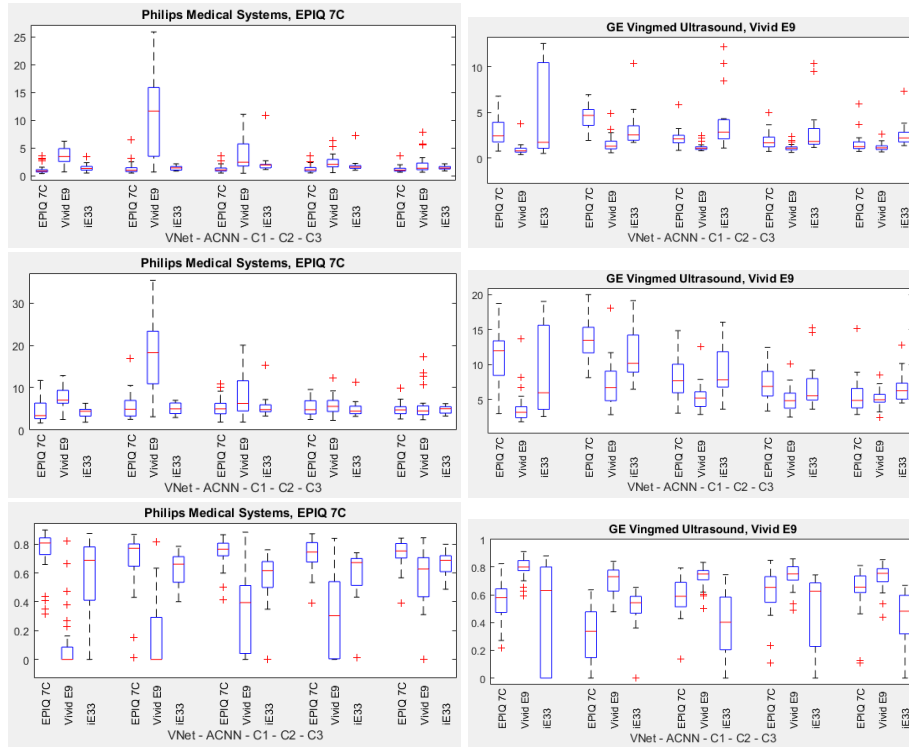 Philips Medical Systems, EPIQ 7C
25
20
15
10
5
0
EPIQ 7C
Vivid E9
iE33
EPIQ 7C
Vivid E9
iE33
EPIQ 7C
Vivid E9
iE33
EPIQ 7C
Vivid E9
iE33
EPIQ 7C
Vivid E9
iE33
VNet - ACNN - C1 - C2 - C3
GE Vingmed Ultrasound, Vivid E9
10
5
0
EPIQ 7C
Vivid E9
iE33
EPIQ 7C
Vivid E9
iE33
EPIQ 7C
Vivid E9
iE33
EPIQ 7C
Vivid E9
iE33
EPIQ 7C
Vivid E9
iE33
VNet - ACNN - C1 - C2 - C3
Philips Medical Systems, EPIQ 7C
30
20
10
0
EPIQ 7C
Vivid E9
iE33
EPIQ 7C
Vivid E9
iE33
EPIQ 7C
Vivid E9
iE33
EPIQ 7C
Vivid E9
iE33
EPIQ 7C
Vivid E9
iE33
VNet - ACNN - C1 - C2 - C3
GE Vingmed Ultrasound, Vivid E9
20
15
10
5
EPIQ 7C
Vivid E9
iE33
EPIQ 7C
Vivid E9
iE33
EPIQ 7C
Vivid E9
iE33
EPIQ 7C
Vivid E9
iE33
EPIQ 7C
Vivid E9
iE33
VNet - ACNN - C1 - C2 - C3
Philips Medical Systems, EPIQ 7C
0.8
0.6
0.4
0.2
0
EPIQ 7C
Vivid E9
iE33
EPIQ 7C
Vivid E9
iE33
EPIQ 7C
Vivid E9
iE33
EPIQ 7C
Vivid E9
iE33
EPIQ 7C
Vivid E9
iE33
VNet - ACNN - C1 - C2 - C3
GE Vingmed Ultrasound, Vivid E9
1
0.8
0.6
0.4
0.2
0
EPIQ 7C
Vivid E9
iE33
EPIQ 7C
Vivid E9
iE33
EPIQ 7C
Vivid E9
iE33
EPIQ 7C
Vivid E9
iE33
EPIQ 7C
Vivid E9
iE33
VNet - ACNN - C1 - C2 - C3